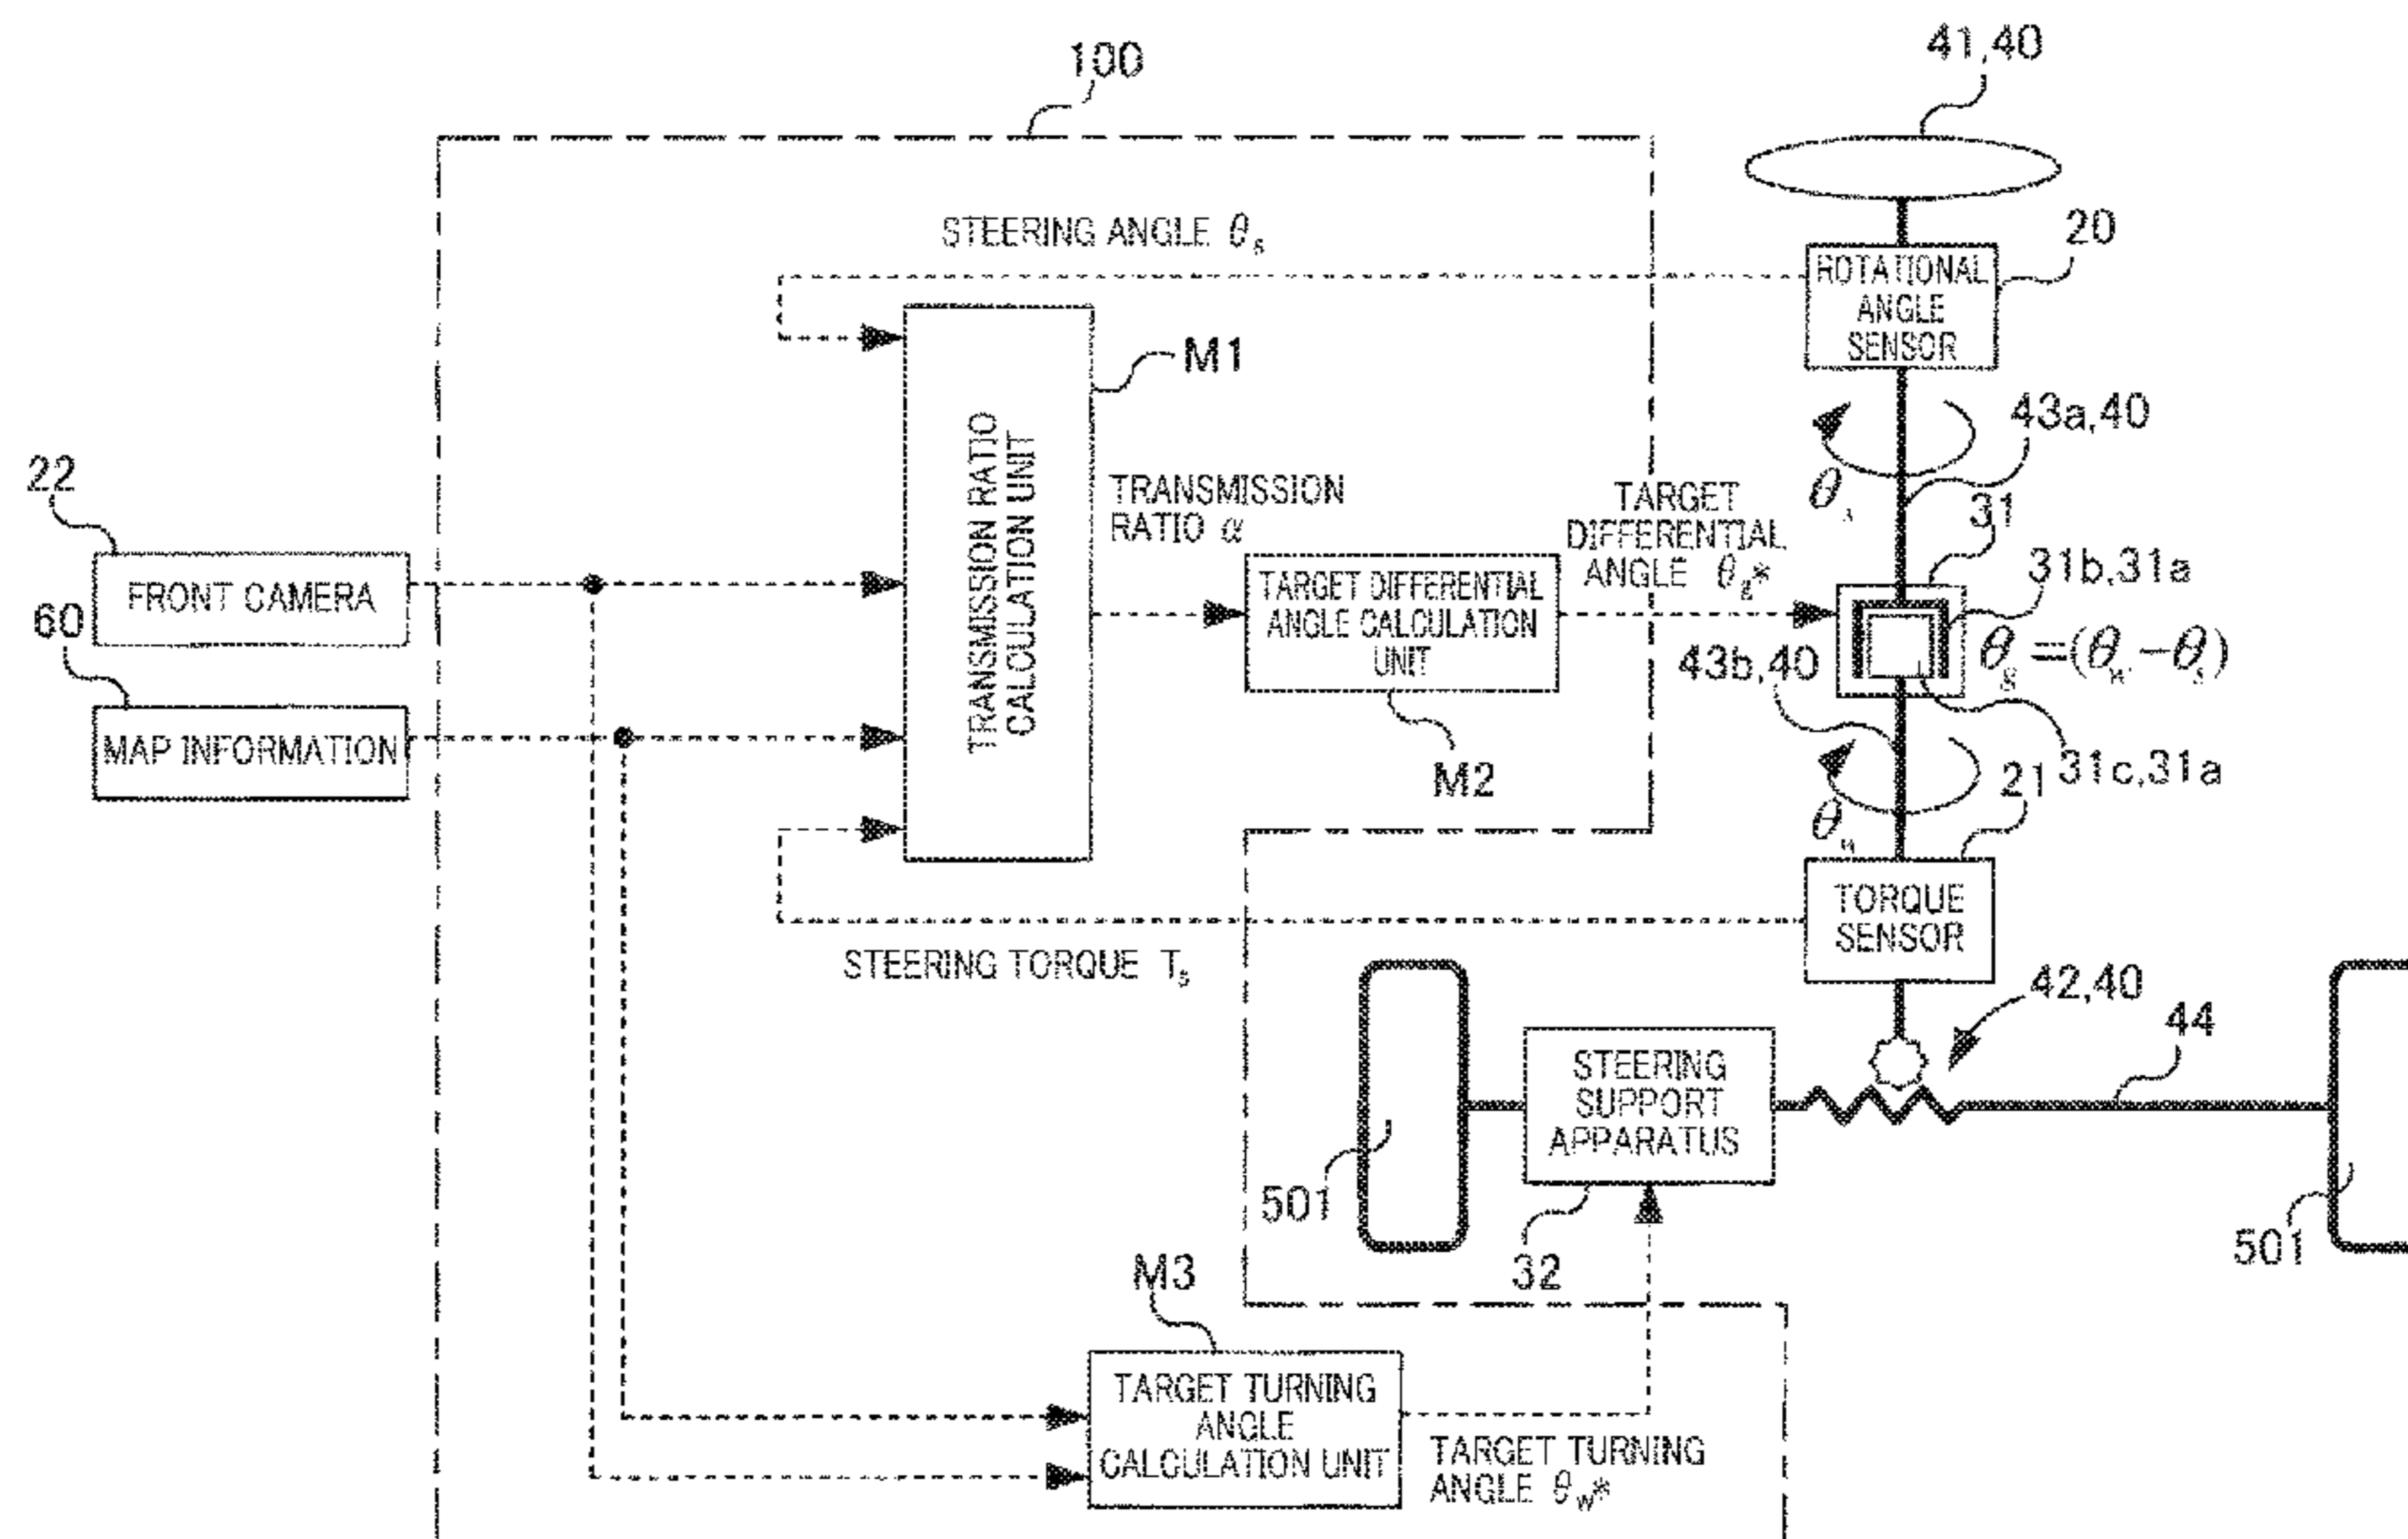 41,40
100
STEERING ANGLE θs
20
ROTATIONAL
ANGLE
SENSOR
M1
43a,40
22
TRANSMISSION RATIO
CALCULATION UNIT
TRANSMISSION
RATIO α
TARGET
DIFFERENTIAL
ANGLE θg*
θs
31
31b,31a
FRONT CAMERA
60
TARGET DIFFERENTIAL
ANGLE CALCULATION
UNIT
43b,40
θg=(θw-θs)
MAP INFORMATION
M2
31c,31a
21
θw
TORQUE
SENSOR
STEERING TORQUE Ts
42,40
44
STEERING
SUPPORT
APPARATUS
501
32
501
M3
TARGET TURNING
ANGLE
CALCULATION UNIT
TARGET TURNING
ANGLE θw*